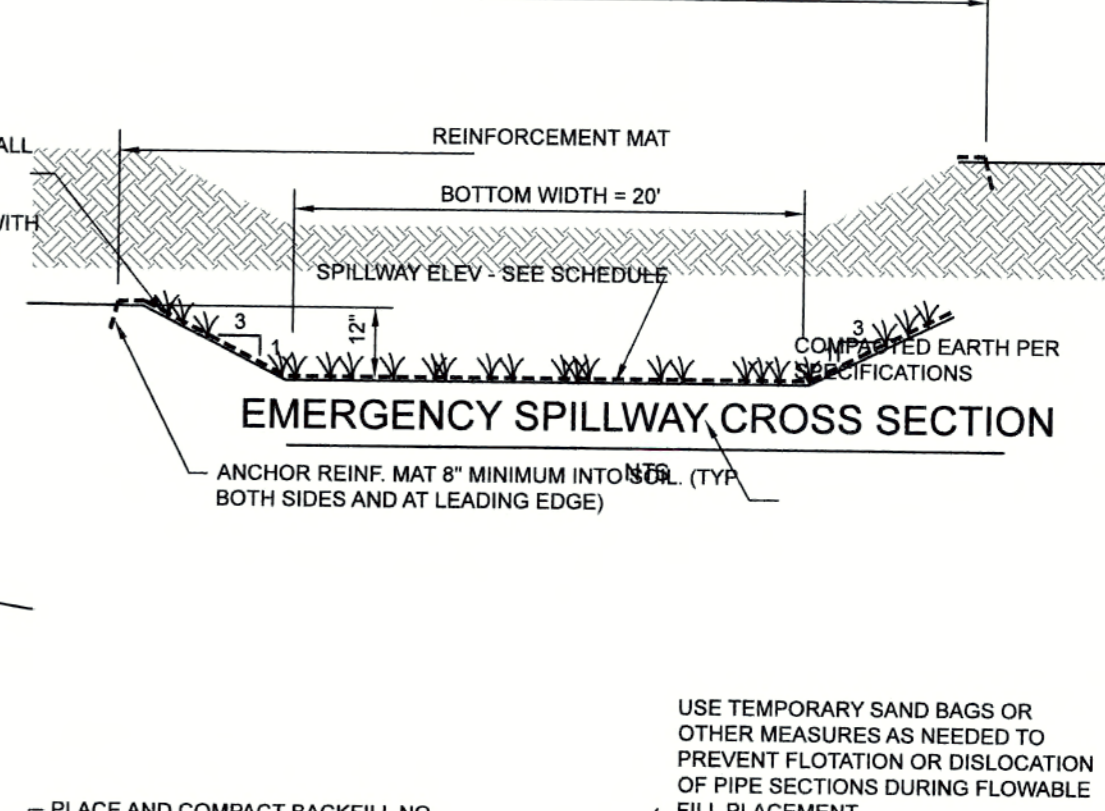 REINFORCEMENT MAT
ALL
BOTTOM WIDTH = 20'
WITH
SPILLWAY ELEV - SEE SCHEDULE
3
1
12"
3
1
COMPACTED EARTH PER
SPECIFICATIONS
EMERGENCY SPILLWAY CROSS SECTION
NTS
ANCHOR REINF. MAT 8" MINIMUM INTO SOIL. (TYP
BOTH SIDES AND AT LEADING EDGE)
USE TEMPORARY SAND BAGS OR
OTHER MEASURES AS NEEDED TO
PREVENT FLOTATION OR DISLOCATION
OF PIPE SECTIONS DURING FLOWABLE
FILL PLACEMENT
PLACE AND COMPACT BACKFILL NO